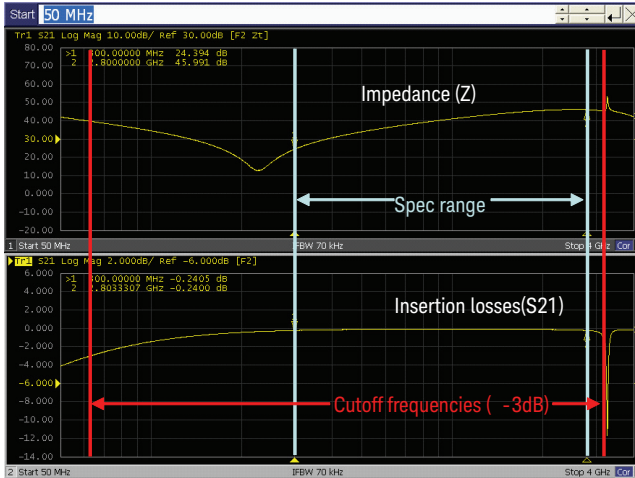 Start 50 MHz
Tr1 S21 Log Mag 10.00dB/ Ref 30.00dB [F2 Zt]
80.00
>1 300.00000 MHz 24.394 dB
70.00
2 2.8000000 GHz 45.991 dB
60.00
Impedance (Z)
50.00
40.00
30.00
20.00
10.00
0.000
Spec range
-10.00
-20.00
1 Start 50 MHz IFBW 70 kHz Stop 4 GHz Cor
Tr1 S21 Log Mag 2.000dB/ Ref -6.000dB [F2]
6.000
>1 300.00000 MHz -0.2405 dB
4.000
2 2.8033307 GHz -0.2400 dB
2.000
Insertion losses(S21)
0.000
-2.000
-4.000
-6.000
-8.000
Cutoff frequencies ( -3dB)
-10.00
-12.00
-14.00
2 Start 50 MHz IFBW 70 kHz Stop 4 GHz Cor